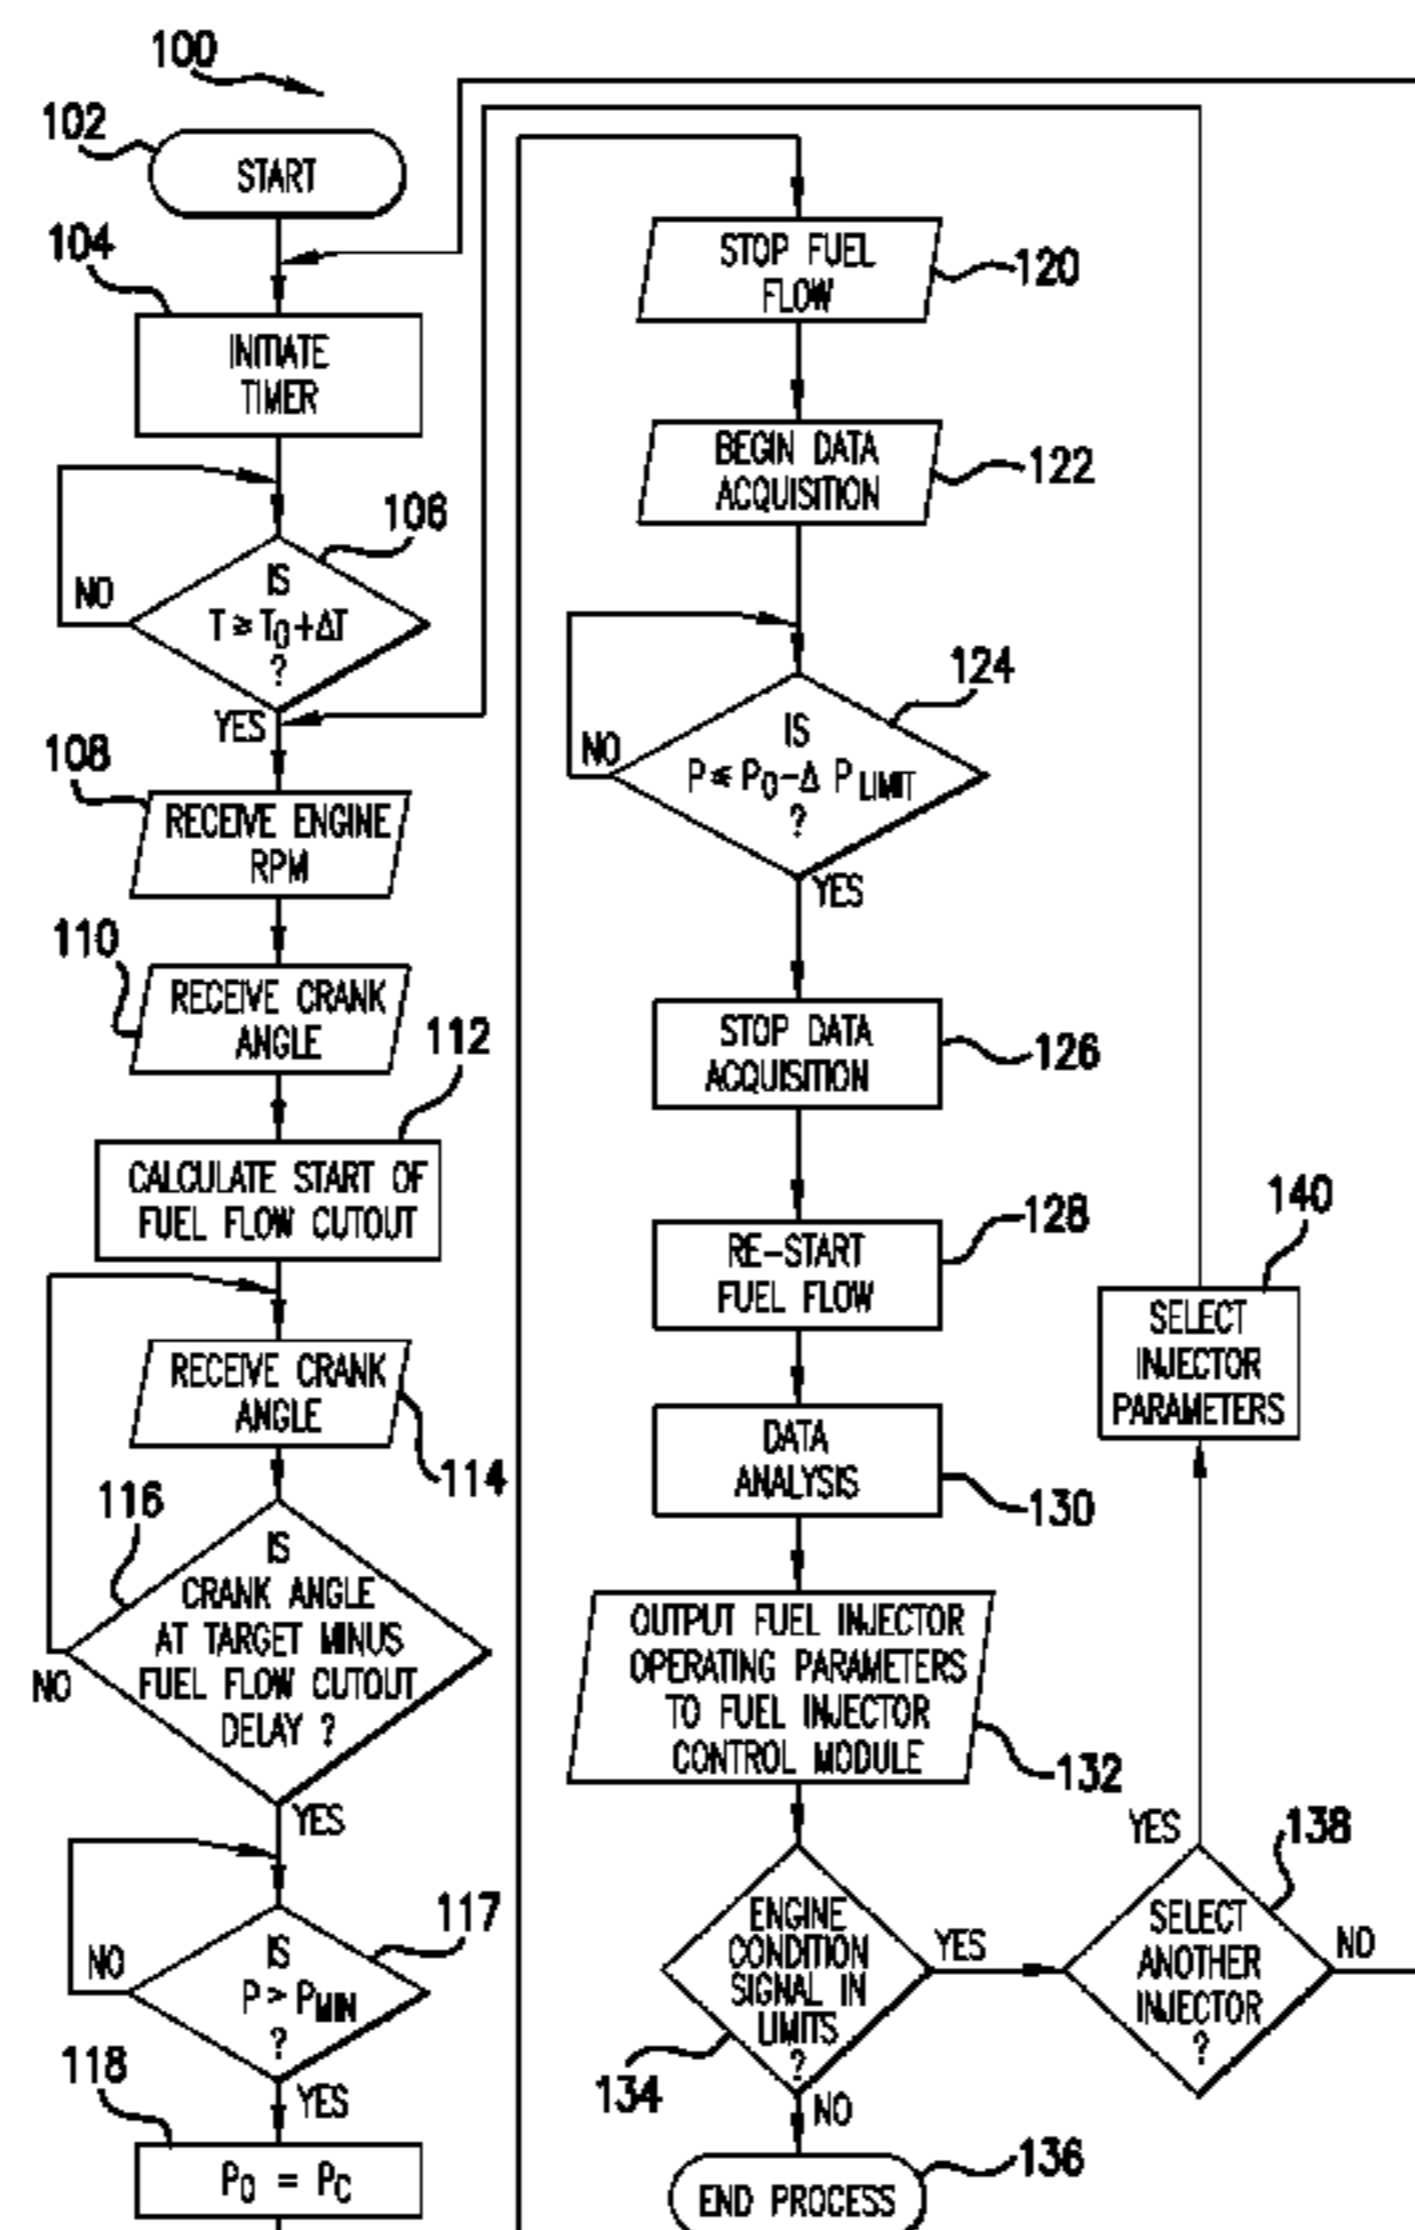 100
102
START
104
INITIATE
TIMER
106
IS
T ≥ T0+ΔT
?
NO
YES
108
RECEIVE ENGINE
RPM
110
RECEIVE CRANK
ANGLE
112
CALCULATE START OF
FUEL FLOW CUTOUT
RECEIVE CRANK
ANGLE
114
116
IS
CRANK ANGLE
AT TARGET MINUS
FUEL FLOW CUTOUT
DELAY ?
NO
YES
117
IS
P > PMIN
?
NO
YES
118
P0 = PC
STOP FUEL
FLOW
120
BEGIN DATA
ACQUISITION
122
124
IS
P ≤ P0-Δ PLIMIT
?
NO
YES
STOP DATA
ACQUISITION
126
RE-START
FUEL FLOW
128
DATA
ANALYSIS
130
OUTPUT FUEL INJECTOR
OPERATING PARAMETERS
TO FUEL INJECTOR
CONTROL MODULE
132
ENGINE
CONDITION
SIGNAL IN
LIMITS
?
134
YES
NO
END PROCESS
136
138
SELECT
ANOTHER
INJECTOR
?
YES
NO
140
SELECT
INJECTOR
PARAMETERS